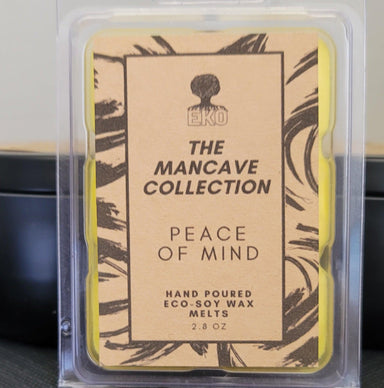 EKO
THE
MANCAVE
COLLECTION
PEACE
OF MIND
HAND POURED
ECO-SOY WAX
MELTS
2.8 OZ